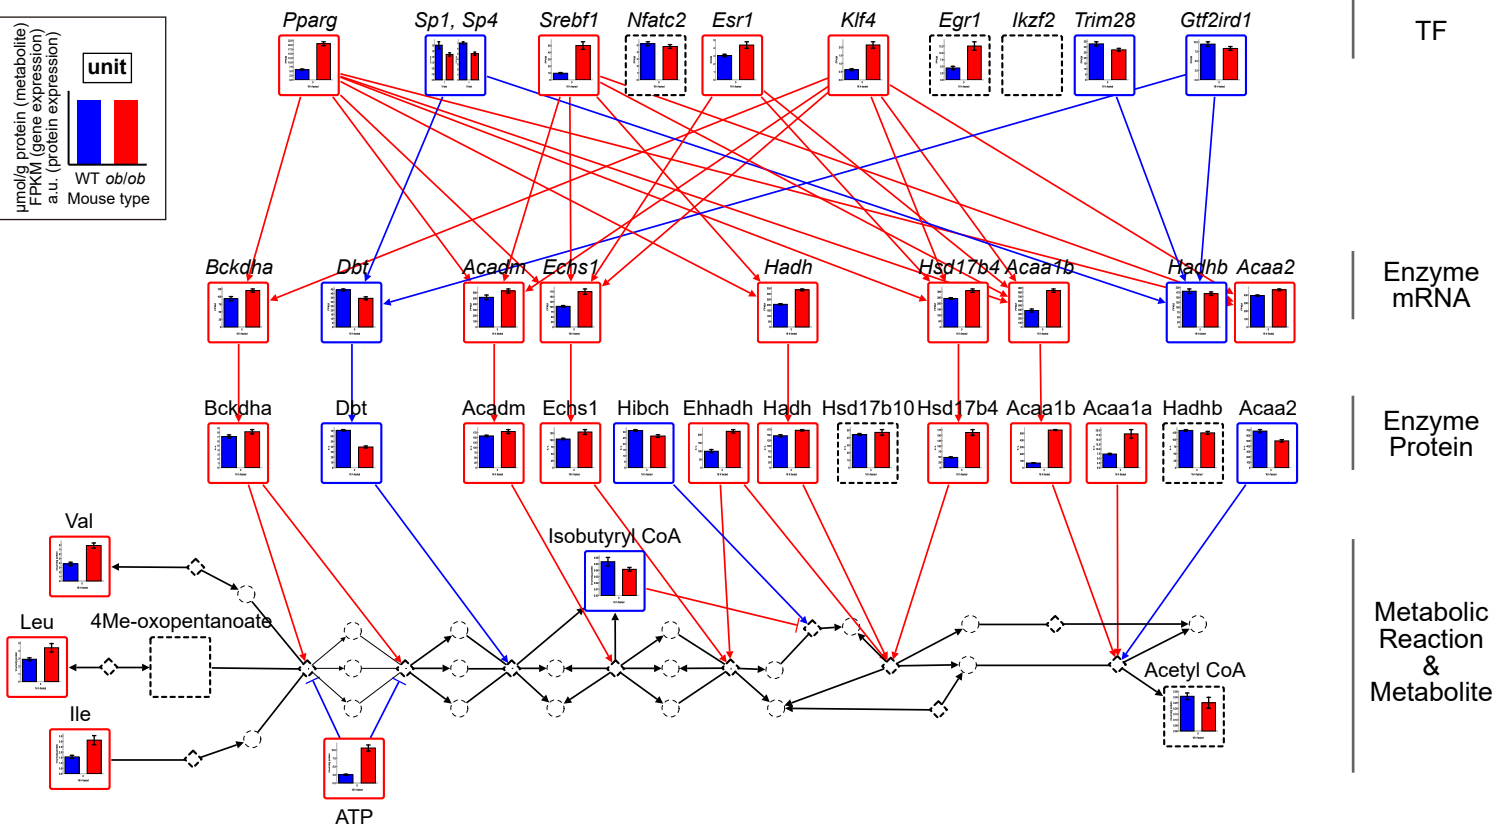 Pparg
Sp1, Sp4
Srebf1
Nfatc2
Esr1
Klf4
Egr1
Ikzf2
Trim28
Gtf2ird1
TF
µmol/g protein (metabolite)
FPKM (gene expression)
a.u. (protein expression)
unit
WT ob/ob
Mouse type
Bckdha
Dbt
Acadm
Echs1
Hadh
Hsd17b4
Acaa1b
Hadhb
Acaa2
Enzyme
mRNA
Bckdha
Dbt
Acadm
Echs1
Hibch
Ehhadh
Hadh
Hsd17b10
Hsd17b4
Acaa1b
Acaa1a
Hadhb
Acaa2
Enzyme
Protein
Val
Isobutyryl CoA
Leu
4Me-oxopentanoate
Ile
ATP
Acetyl CoA
Metabolic
Reaction
&
Metabolite